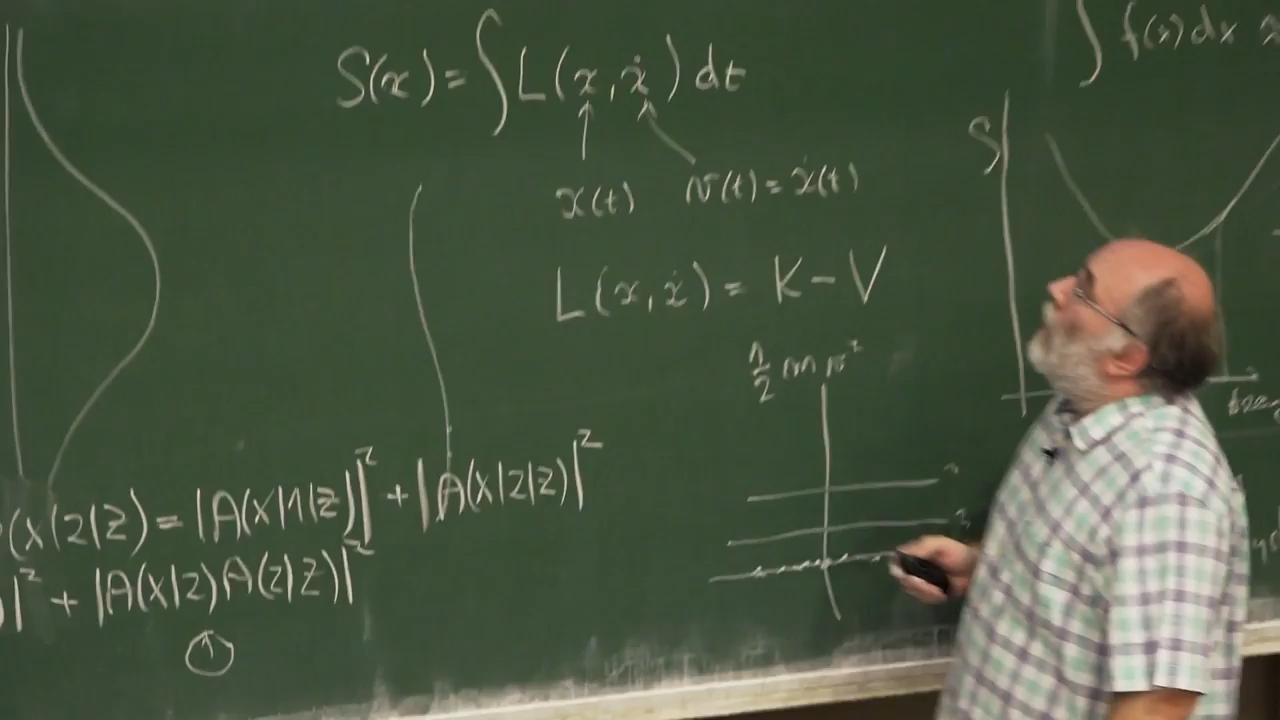 S(x) = ∫ L(x, ẋ) dt
∫ f(x) dx
S
x(t) v(t) = ẋ(t)
L(x, ẋ) = K − V
1/2 m v²
(x|2|z) = |A(x|1|z)|² + |A(x|2|z)|²
|² + |A(x|z) A(z|z)|²